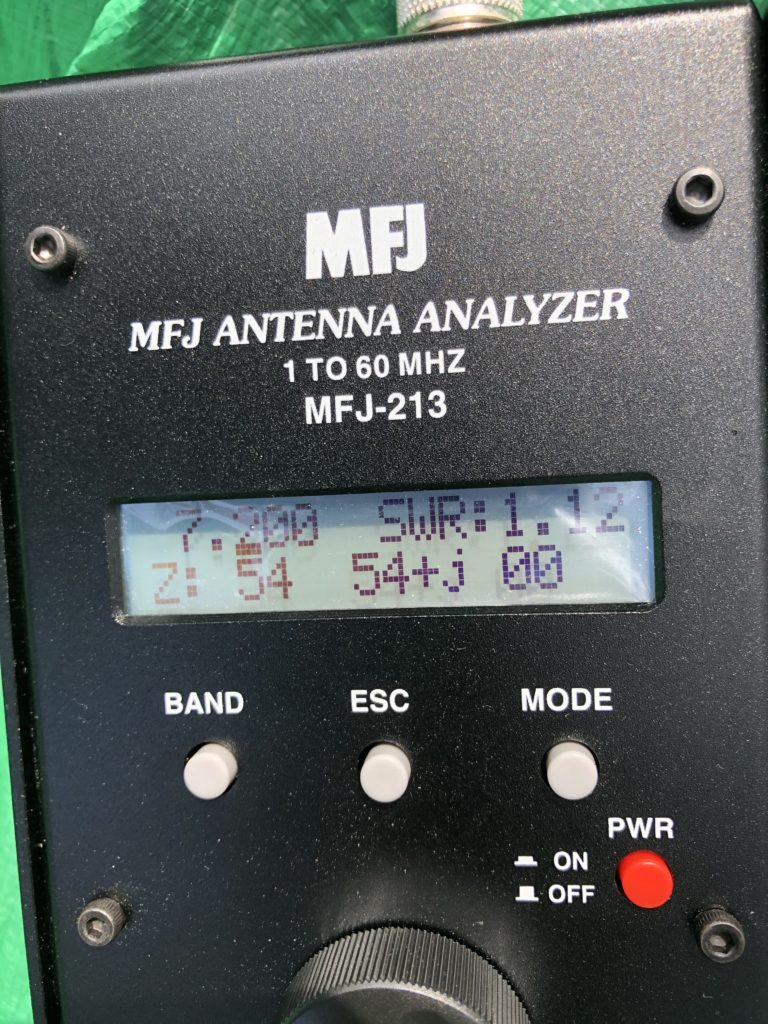 MFJ
MFJ ANTENNA ANALYZER
1 TO 60 MHZ
MFJ-213
7.200 SWR:1.12
Z: 54 54+j 00
BAND ESC MODE
PWR
ON
OFF